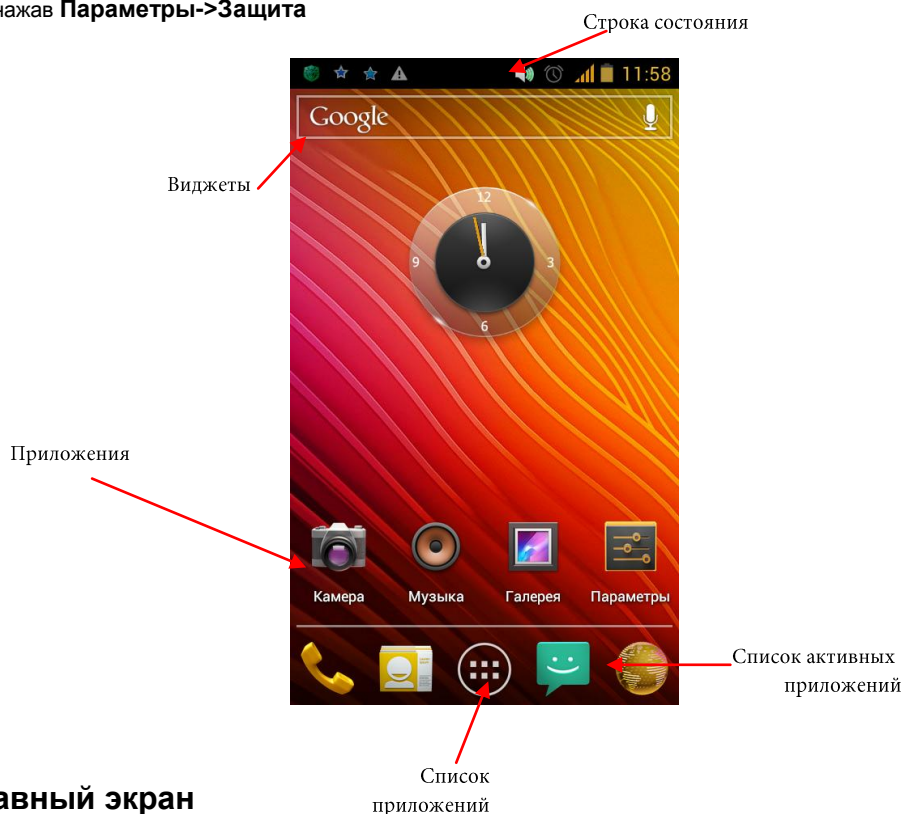 нажав Параметры->Защита
Строка состояния
11:58
Google
Виджеты
12
9
3
6
Приложения
Камера Музыка Галерея Параметры
Список активных
приложений
Список
приложений
авный экран